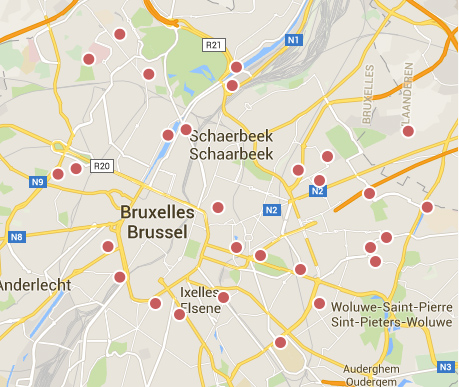 R21
N1
BRUXELLES
LAANDEREN
Schaerbeek
Schaarbeek
R20
N9
N2
N2
Bruxelles
Brussel
N8
Anderlecht
Ixelles
Elsene
Woluwe-Saint-Pierre
Sint-Pieters-Woluwe
N3
Auderghem
Oudergem